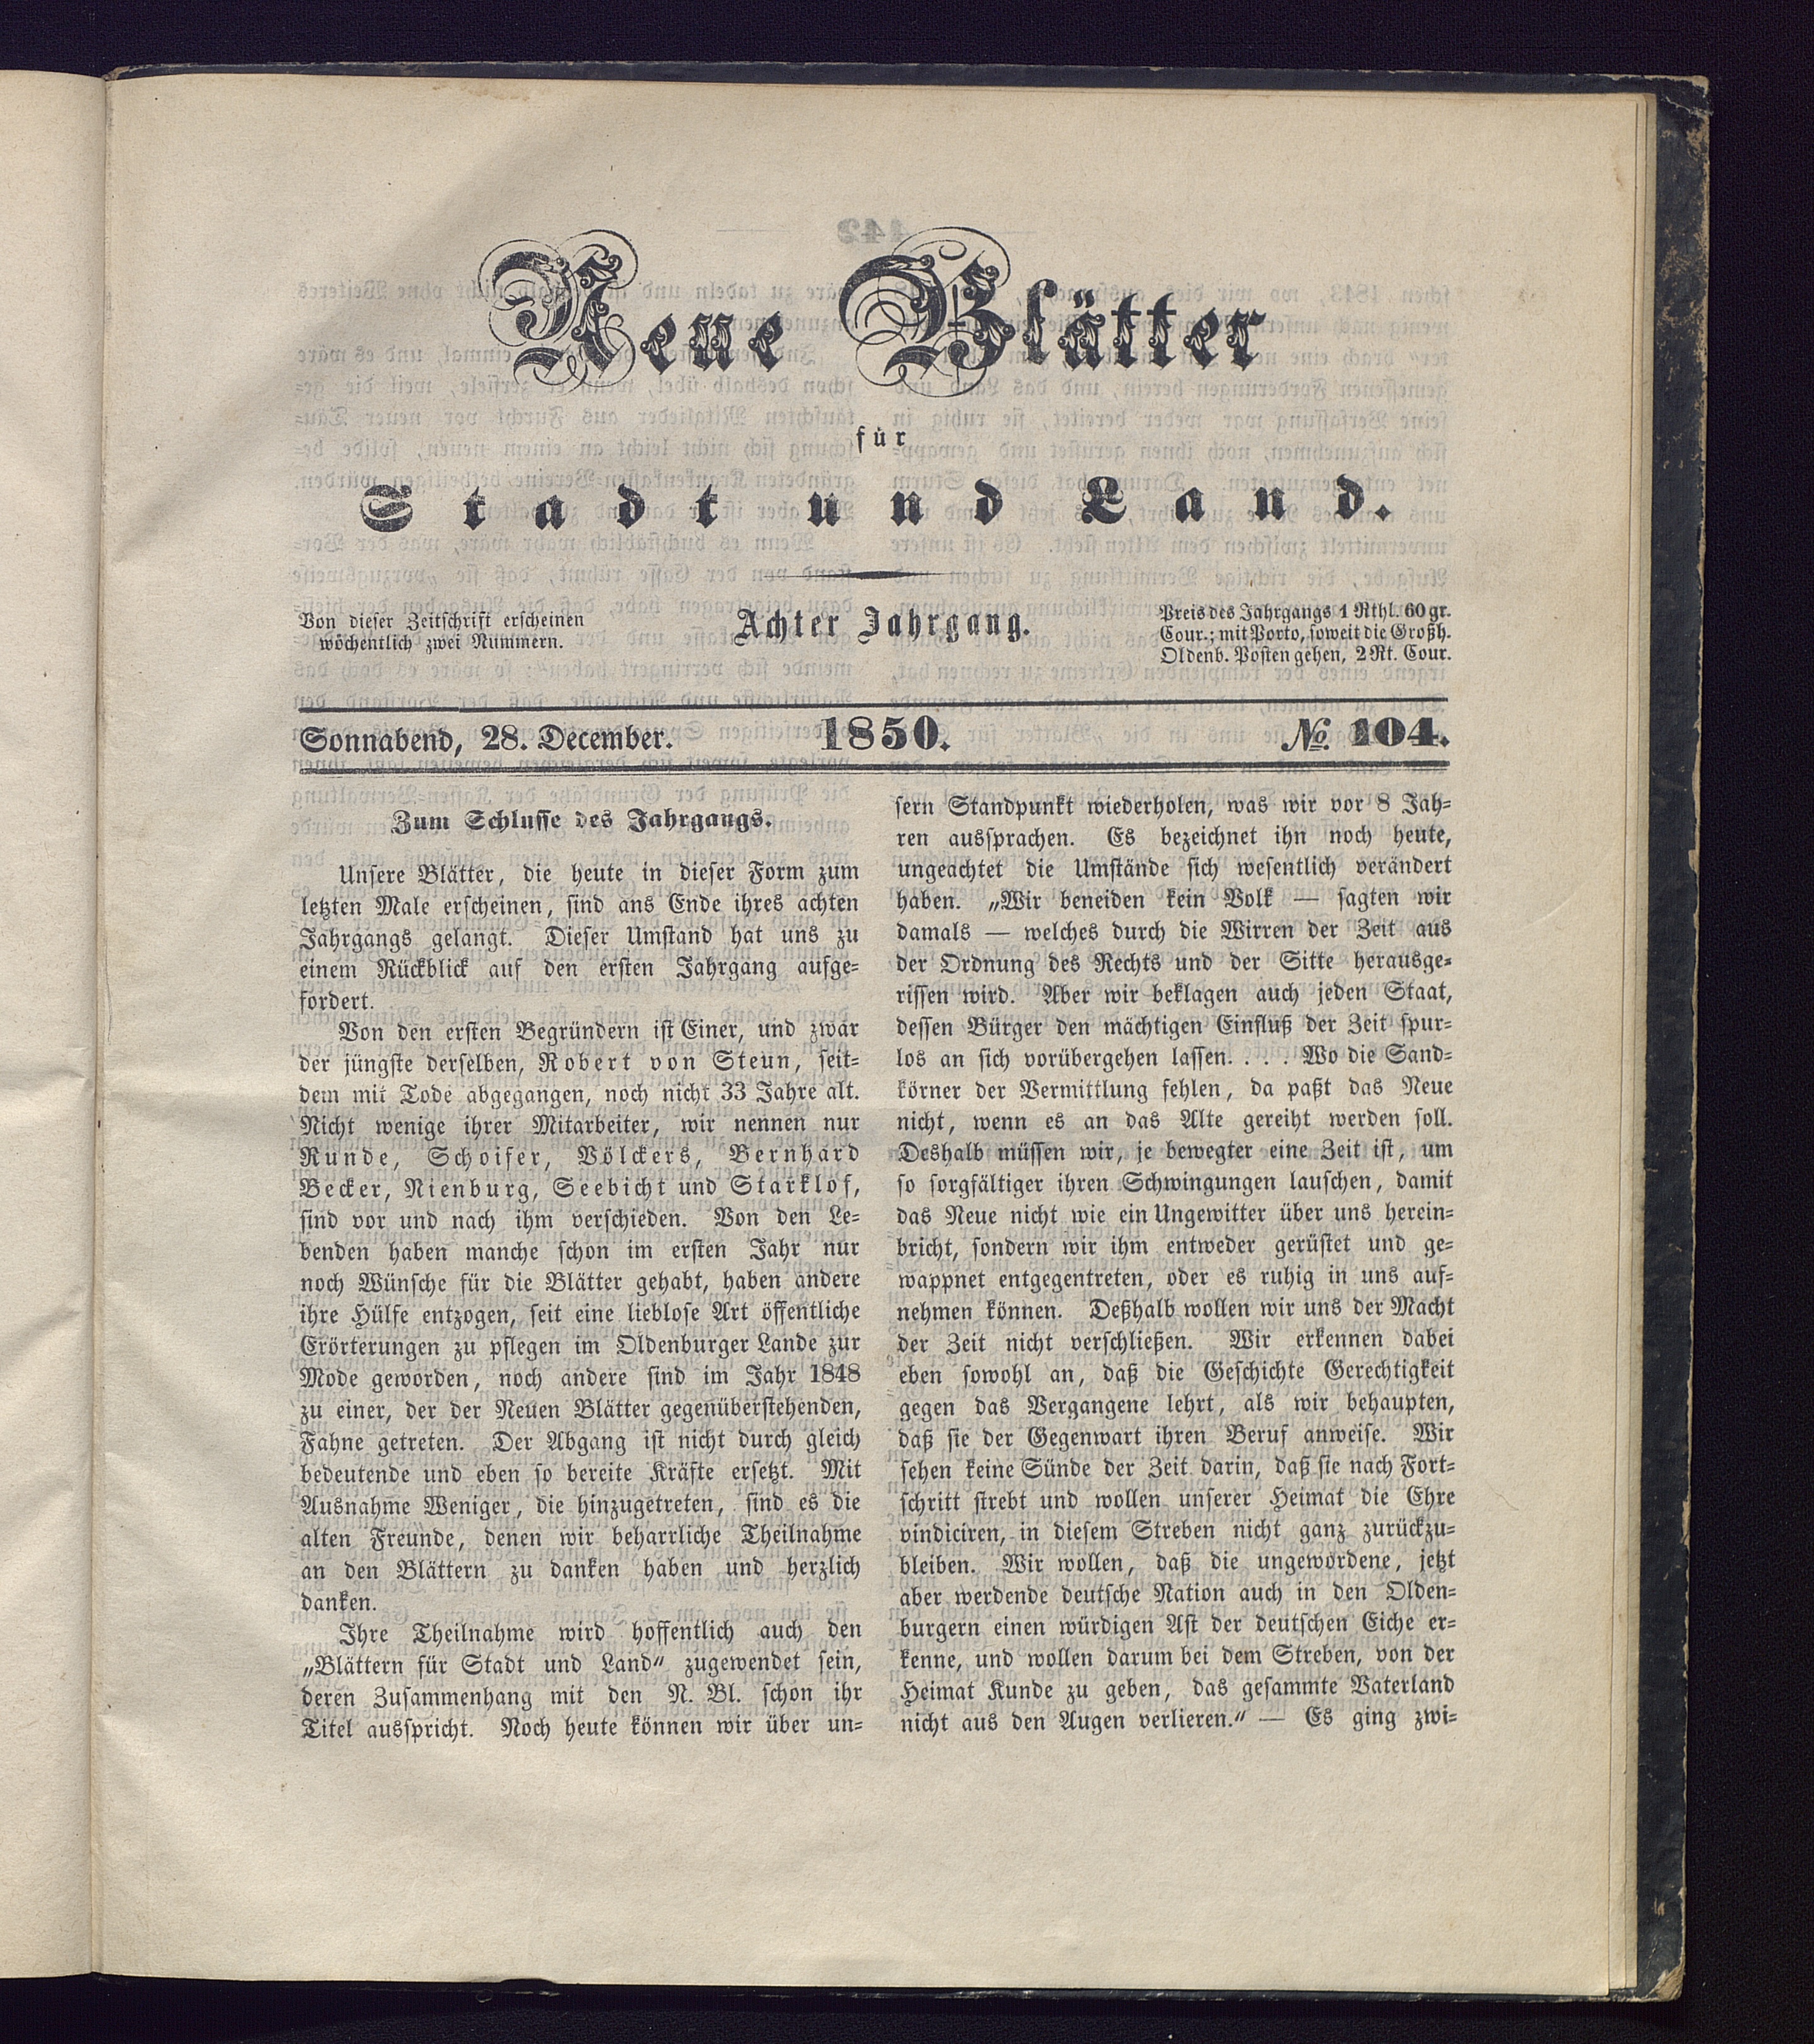 Neue Blätter
für
Stadt und Land.
Von dieser Zeitschrift erscheinen
wöchentlich zwei Nummern.
Achter Jahrgang.
Preis des Jahrgangs 1 Rthl. 60 gr.
Cour.; mit Porto, soweit die Großh.
Oldenb. Posten gehen, 2 Rt. Cour.
Sonnabend, 28. December. 1850. No. 104.
Zum Schlusse des Jahrgangs.
Unsere Blätter, die heute in dieser Form zum
letzten Male erscheinen, sind ans Ende ihres achten
Jahrgangs gelangt. Dieser Umstand hat uns zu
einem Rückblick auf den ersten Jahrgang aufge-
fordert.
Von den ersten Begründern ist Einer, und zwar
der jüngste derselben, Robert von Steun, seit-
dem mit Tode abgegangen, noch nicht 33 Jahre alt.
Nicht wenige ihrer Mitarbeiter, wir nennen nur
Runde, Schoifer, Völckers, Bernhard
Becker, Nienburg, Seebicht und Starklof,
sind vor und nach ihm verschieden. Von den Le-
benden haben manche schon im ersten Jahr nur
noch Wünsche für die Blätter gehabt, haben andere
ihre Hülfe entzogen, seit eine lieblose Art öffentliche
Erörterungen zu pflegen im Oldenburger Lande zur
Mode geworden, noch andere sind im Jahr 1848
zu einer, der der Neuen Blätter gegenüberstehenden,
Fahne getreten. Der Abgang ist nicht durch gleich
bedeutende und eben so bereite Kräfte ersetzt. Mit
Ausnahme Weniger, die hinzugetreten, sind es die
alten Freunde, denen wir beharrliche Theilnahme
an den Blättern zu danken haben und herzlich
danken.
Ihre Theilnahme wird hoffentlich auch den
„Blättern für Stadt und Land“ zugewendet sein,
deren Zusammenhang mit den N. Bl. schon ihr
Titel ausspricht. Noch heute können wir über un-
sern Standpunkt wiederholen, was wir vor 8 Jah-
ren aussprachen. Es bezeichnet ihn noch heute,
ungeachtet die Umstände sich wesentlich verändert
haben. „Wir beneiden kein Volk — sagten wir
damals — welches durch die Wirren der Zeit aus
der Ordnung des Rechts und der Sitte herausge-
rissen wird. Aber wir beklagen auch jeden Staat,
dessen Bürger den mächtigen Einfluß der Zeit spur-
los an sich vorübergehen lassen. . . . Wo die Sand-
körner der Vermittlung fehlen, da paßt das Neue
nicht, wenn es an das Alte gereiht werden soll.
Deshalb müssen wir, je bewegter eine Zeit ist, um
so sorgfältiger ihren Schwingungen lauschen, damit
das Neue nicht wie ein Ungewitter über uns herein-
bricht, sondern wir ihm entweder gerüstet und ge-
wappnet entgegentreten, oder es ruhig in uns auf-
nehmen können. Deßhalb wollen wir uns der Macht
der Zeit nicht verschließen. Wir erkennen dabei
eben sowohl an, daß die Geschichte Gerechtigkeit
gegen das Vergangene lehrt, als wir behaupten,
daß sie der Gegenwart ihren Beruf anweise. Wir
sehen keine Sünde der Zeit darin, daß sie nach Fort-
schritt strebt und wollen unserer Heimat die Ehre
vindiciren, in diesem Streben nicht ganz zurückzu-
bleiben. Wir wollen, daß die ungewordene, jetzt
aber werdende deutsche Nation auch in den Olden-
burgern einen würdigen Ast der deutschen Eiche er-
kenne, und wollen darum bei dem Streben, von der
Heimat Kunde zu geben, das gesammte Vaterland
nicht aus den Augen verlieren.“ — Es ging zwi-